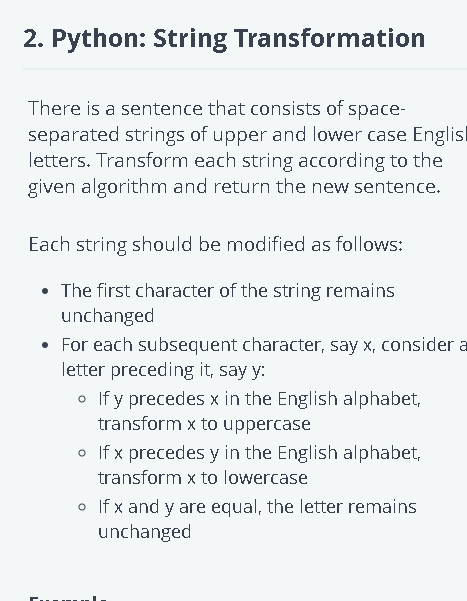 2. Python: String Transformation
There is a sentence that consists of space-
separated strings of upper and lower case Englis
letters. Transform each string according to the
given algorithm and return the new sentence.
Each string should be modified as follows:
• The first character of the string remains
unchanged
• For each subsequent character, say x, consider a
letter preceding it, say y:
◦ If y precedes x in the English alphabet,
transform x to uppercase
◦ If x precedes y in the English alphabet,
transform x to lowercase
◦ If x and y are equal, the letter remains
unchanged